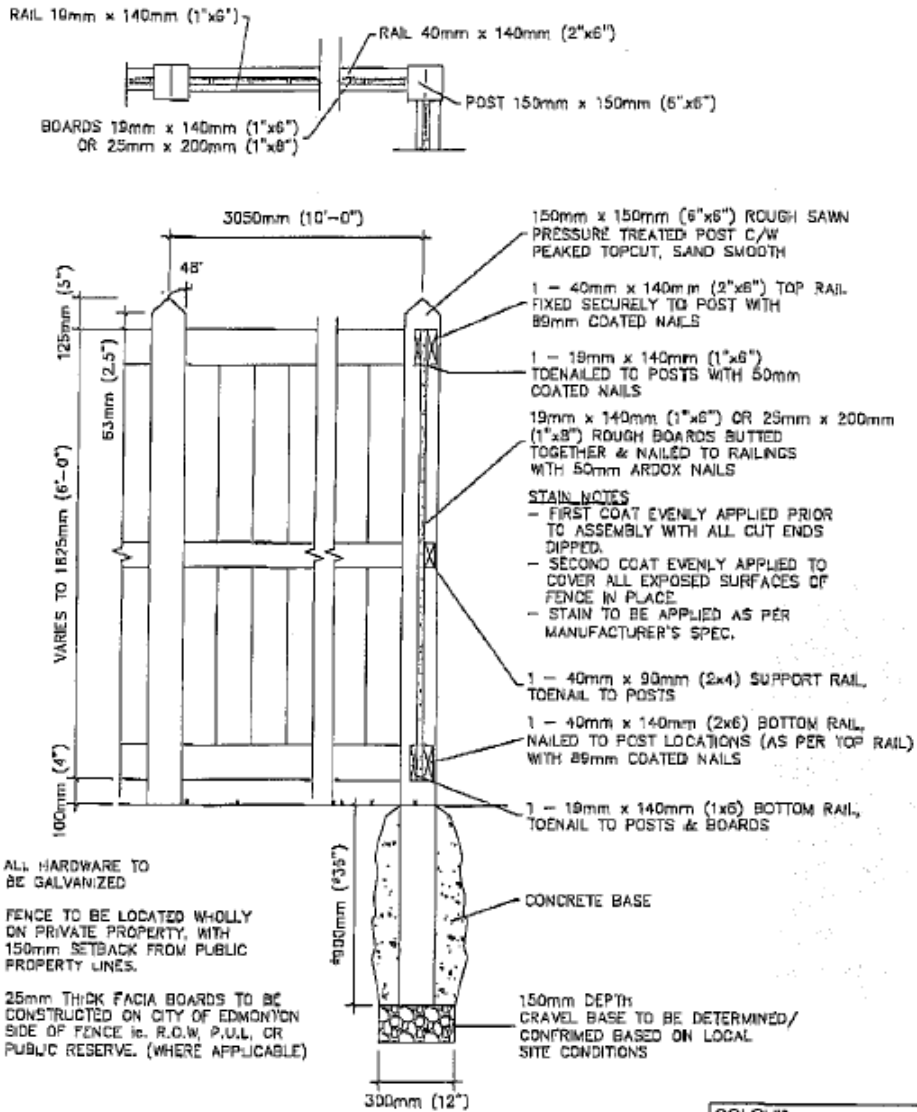 RAIL 19mm x 140mm (1"x6")
RAIL 40mm x 140mm (2"x6")
POST 150mm x 150mm (6"x6")
BOARDS 19mm x 140mm (1"x6")
OR 25mm x 200mm (1"x8")
3050mm (10'-0")
48°
125mm (5")
63mm (2.5")
VARIES TO 1825mm (6'-0")
100mm (4")
150mm x 150mm (6"x6") ROUGH SAWN
PRESSURE TREATED POST C/W
PEAKED TOPCUT, SAND SMOOTH
1 - 40mm x 140mm (2"x6") TOP RAIL
FIXED SECURELY TO POST WITH
89mm COATED NAILS
1 - 19mm x 140mm (1"x6")
TOENAILED TO POSTS WITH 50mm
COATED NAILS
19mm x 140mm (1"x6") OR 25mm x 200mm
(1"x8") ROUGH BOARDS BUTTED
TOGETHER & NAILED TO RAILINGS
WITH 50mm ARDOX NAILS
STAIN NOTES
- FIRST COAT EVENLY APPLIED PRIOR
TO ASSEMBLY WITH ALL CUT ENDS
DIPPED.
- SECOND COAT EVENLY APPLIED TO
COVER ALL EXPOSED SURFACES OF
FENCE IN PLACE
- STAIN TO BE APPLIED AS PER
MANUFACTURER'S SPEC.
1 - 40mm x 90mm (2x4) SUPPORT RAIL,
TOENAIL TO POSTS
1 - 40mm x 140mm (2x6) BOTTOM RAIL,
NAILED TO POST LOCATIONS (AS PER TOP RAIL)
WITH 89mm COATED NAILS
1 - 19mm x 140mm (1x6) BOTTOM RAIL,
TOENAIL TO POSTS & BOARDS
ALL HARDWARE TO
BE GALVANIZED
FENCE TO BE LOCATED WHOLLY
ON PRIVATE PROPERTY, WITH
150mm SETBACK FROM PUBLIC
PROPERTY LINES.
25mm THICK FACIA BOARDS TO BE
CONSTRUCTED ON CITY OF EDMONTON
SIDE OF FENCE ie. R.O.W, P.U.L, OR
PUBLIC RESERVE. (WHERE APPLICABLE)
CONCRETE BASE
150mm DEPTH
GRAVEL BASE TO BE DETERMINED/
CONFRIMED BASED ON LOCAL
SITE CONDITIONS
300mm (12")